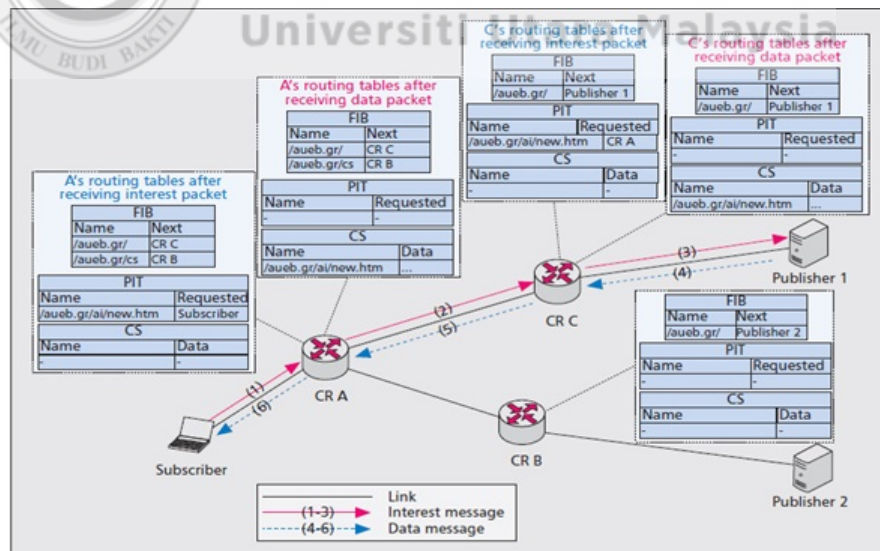 Universiti Utara Malaysia
ILMU BUDI BAKTI
C's routing tables after
receiving interest packet
FIB
Name Next
/aueb.gr/ Publisher 1
PIT
Name Requested
/aueb.gr/ai/new.htm CR A
CS
Name Data
- -
C's routing tables after
receiving data packet
FIB
Name Next
/aueb.gr/ Publisher 1
PIT
Name Requested
- -
CS
Name Data
/aueb.gr/ai/new.htm ...
A's routing tables after
receiving data packet
FIB
Name Next
/aueb.gr/ CR C
/aueb.gr/cs CR B
PIT
Name Requested
- -
CS
Name Data
/aueb.gr/ai/new.htm ...
A's routing tables after
receiving interest packet
FIB
Name Next
/aueb.gr/ CR C
/aueb.gr/cs CR B
PIT
Name Requested
/aueb.gr/ai/new.htm Subscriber
CS
Name Data
- -
(3)
(4)
Publisher 1
(2)
(5)
CR C
FIB
Name Next
/aueb.gr/ Publisher 2
PIT
Name Requested
- -
CS
Name Data
- -
CR A
(1)
(6)
Subscriber
CR B
Publisher 2
Link
(1-3) Interest message
(4-6) Data message